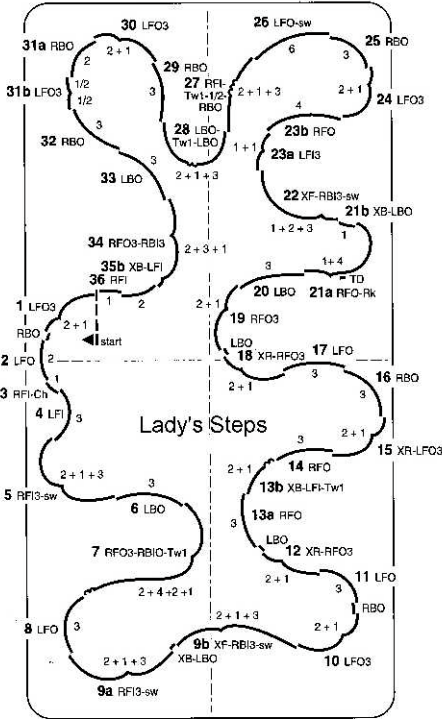 30 LFO3
26 LFO-sw
31a RBO
2 + 1
6
3
25 RBO
29 RBO
27 RFI-
Tw1-1/2-
RBO
31b LFO3
1/2
1/2
3
2 + 1 + 3
2 + 1
24 LFO3
4
28 LBO-
Tw1-LBO
23b RFO
32 RBO
3
1 + 1
23a LFI3
3
2 + 1 + 3
33 LBO
22 XF-RBI3-sw
21b XB-LBO
1 + 2 + 3
1
34 RFO3-RBI3
2 + 3 + 1
35b XB-LFI
3
1 + 4
TD
36 RFI
20 LBO
21a RFO-Rk
1 LFO3
1
2
2 + 1
19 RFO3
RBO
2 + 1
start
LBO
17 LFO
2 LFO
2
18 XR-RFO3
16 RBO
3 RFI-Ch
1
2 + 1
3
3
4 LFI
3
Lady's Steps
2 + 1
15 XR-LFO3
3
2 + 1
14 RFO
2 + 1 + 3
3
13b XB-LFI-Tw1
5 RFI3-sw
6 LBO
3
13a RFO
LBO
7 RFO3-RBIO-Tw1
12 XR-RFO3
2 + 1
3
11 LFO
2 + 4 + 2 + 1
RBO
8 LFO
3
2 + 1 + 3
2 + 1
2 + 1 + 3
9b XF-RBI3-sw
XB-LBO
10 LFO3
9a RFI3-sw